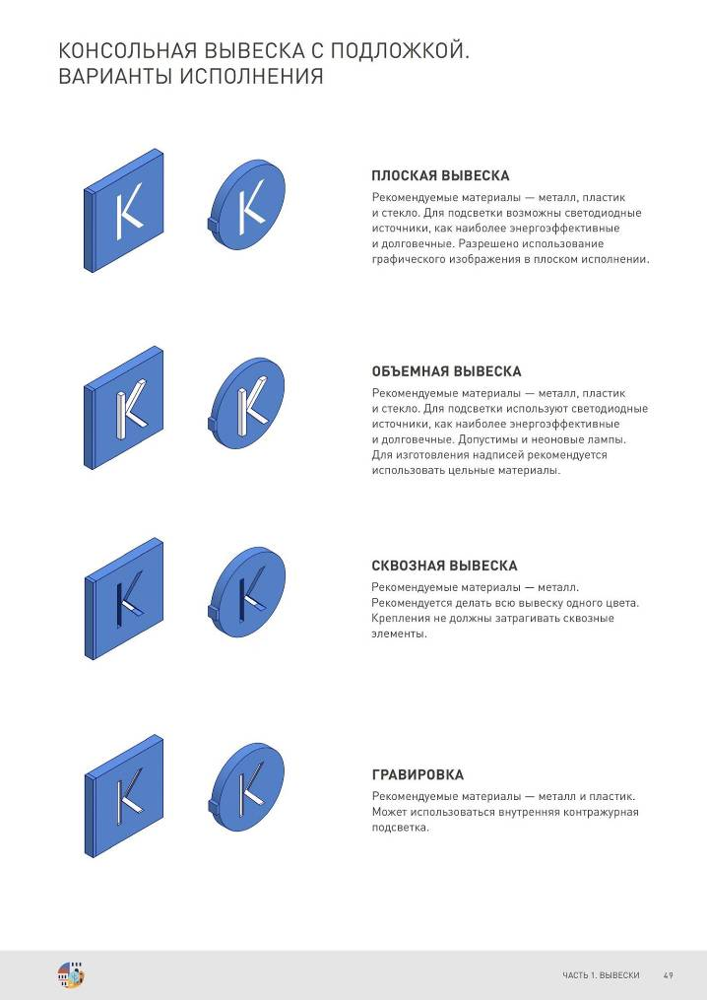 КОНСОЛЬНАЯ ВЫВЕСКА С ПОДЛОЖКОЙ.
ВАРИАНТЫ ИСПОЛНЕНИЯ
К
К
ПЛОСКАЯ ВЫВЕСКА
Рекомендуемые материалы — металл, пластик
и стекло. Для подсветки возможны светодиодные
источники, как наиболее энергоэффективные
и долговечные. Разрешено использование
графического изображения в плоском исполнении.
К
К
ОБЪЕМНАЯ ВЫВЕСКА
Рекомендуемые материалы — металл, пластик
и стекло. Для подсветки используют светодиодные
источники, как наиболее энергоэффективные
и долговечные. Допустимы и неоновые лампы.
Для изготовления надписей рекомендуется
использовать цельные материалы.
К
К
СКВОЗНАЯ ВЫВЕСКА
Рекомендуемые материалы — металл.
Рекомендуется делать всю вывеску одного цвета.
Крепления не должны затрагивать сквозные
элементы.
К
К
ГРАВИРОВКА
Рекомендуемые материалы — металл и пластик.
Может использоваться внутренняя контражурная
подсветка.
ЧАСТЬ 1. ВЫВЕСКИ 49